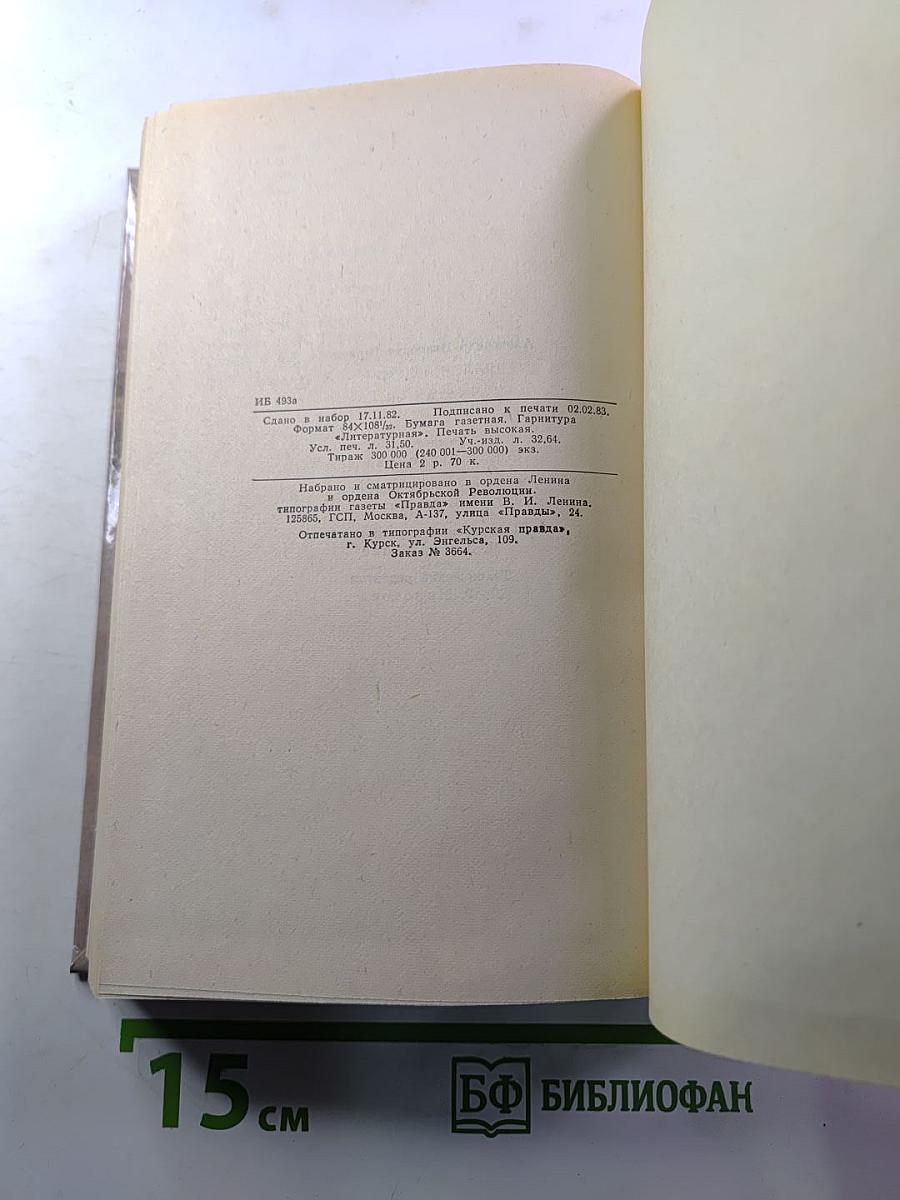 ИБ 493а
Сдано в набор 17.11.82. Подписано к печати 02.02.83.
Формат 84×108¹/₃₂. Бумага газетная. Гарнитура
«Литературная». Печать высокая.
Усл. печ. л. 31,50. Уч.-изд. л. 32,64.
Тираж 300 000 (240 001—300 000) экз.
Цена 2 р. 70 к.
Набрано и сматрицировано в ордена Ленина
и ордена Октябрьской Революции.
типографии газеты «Правда» имени В. И. Ленина.
125865, ГСП, Москва, А-137, улица «Правды», 24.
Отпечатано в типографии «Курская правда»,
г. Курск, ул. Энгельса, 109.
Заказ № 3664.
15 см
БФ БИБЛИОФАН